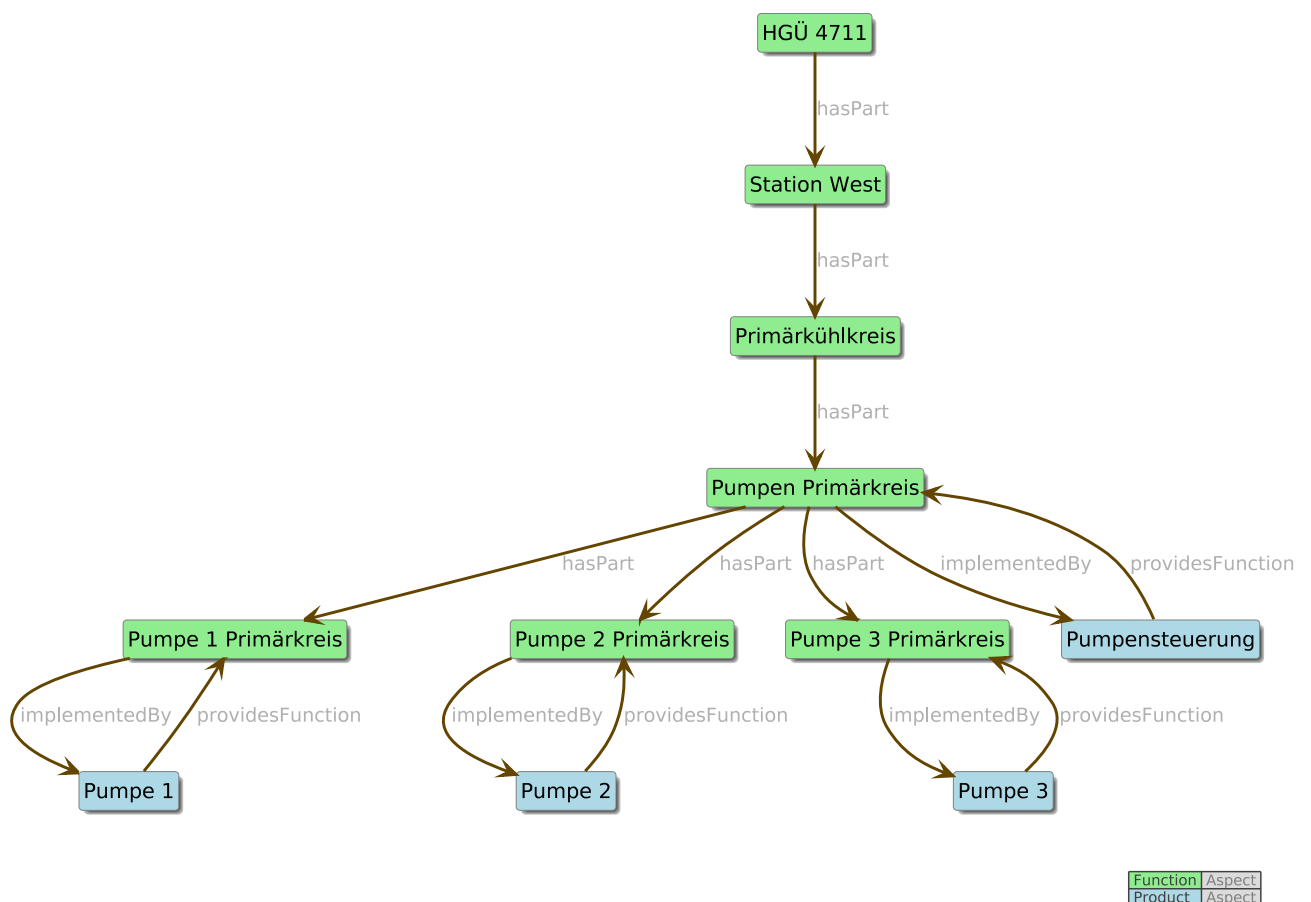 HGÜ 4711
hasPart
Station West
hasPart
Primärkühlkreis
hasPart
Pumpen Primärkreis
hasPart hasPart hasPart implementedBy providesFunction
Pumpe 1 Primärkreis Pumpe 2 Primärkreis Pumpe 3 Primärkreis Pumpensteuerung
implementedBy providesFunction implementedBy providesFunction implementedBy providesFunction
Pumpe 1 Pumpe 2 Pumpe 3
Function Aspect
Product Aspect